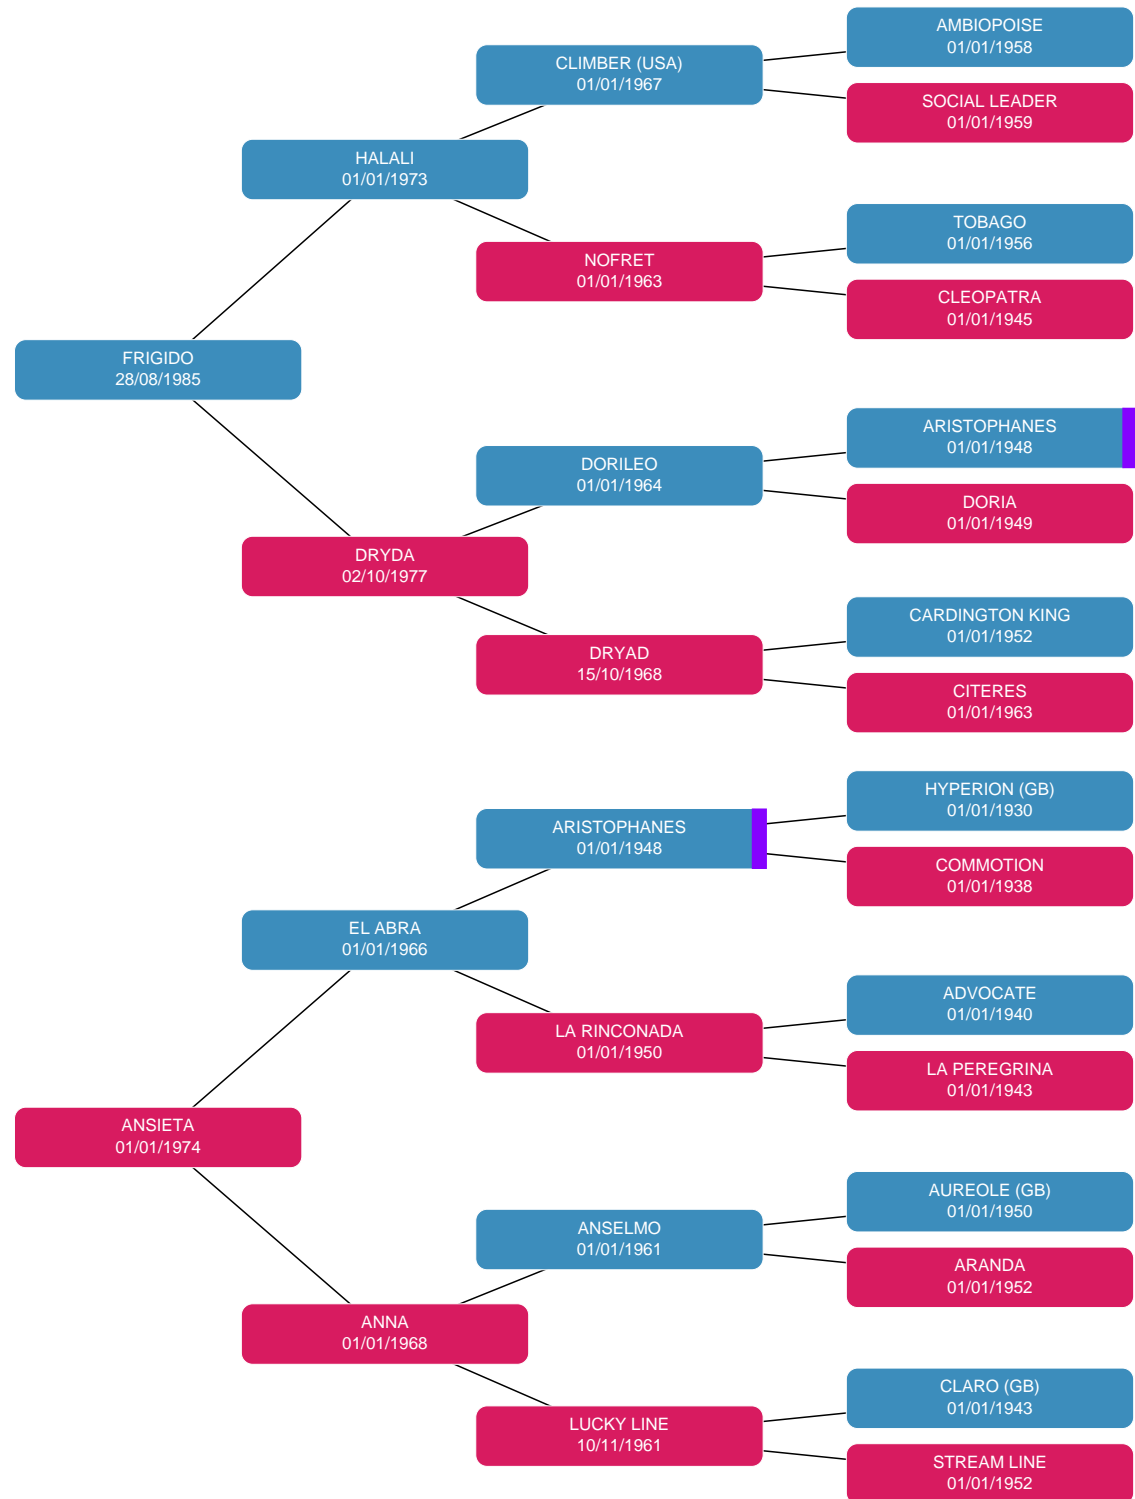 AMBIOPOISE
01/01/1958
CLIMBER (USA)
01/01/1967
SOCIAL LEADER
01/01/1959
HALALI
01/01/1973
TOBAGO
01/01/1956
NOFRET
01/01/1963
CLEOPATRA
01/01/1945
FRIGIDO
28/08/1985
ARISTOPHANES
01/01/1948
DORILEO
01/01/1964
DORIA
01/01/1949
DRYDA
02/10/1977
CARDINGTON KING
01/01/1952
DRYAD
15/10/1968
CITERES
01/01/1963
HYPERION (GB)
01/01/1930
ARISTOPHANES
01/01/1948
COMMOTION
01/01/1938
EL ABRA
01/01/1966
ADVOCATE
01/01/1940
LA RINCONADA
01/01/1950
LA PEREGRINA
01/01/1943
ANSIETA
01/01/1974
AUREOLE (GB)
01/01/1950
ANSELMO
01/01/1961
ARANDA
01/01/1952
ANNA
01/01/1968
CLARO (GB)
01/01/1943
LUCKY LINE
10/11/1961
STREAM LINE
01/01/1952